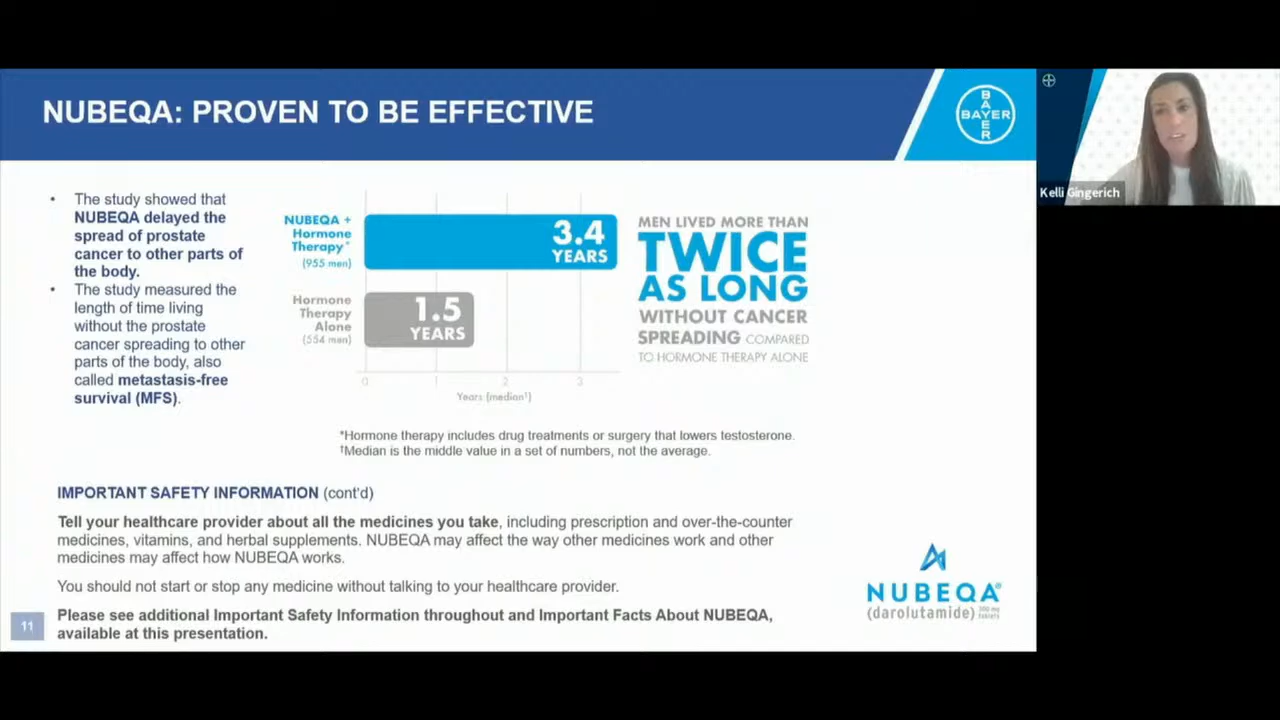 NUBEQA: PROVEN TO BE EFFECTIVE
BAYER
BAYER
Kelli Gingerich
• The study showed that
NUBEQA delayed the
spread of prostate
cancer to other parts of
the body.
• The study measured the
length of time living
without the prostate
cancer spreading to other
parts of the body, also
called metastasis-free
survival (MFS).
NUBEQA +
Hormone
Therapy*
(955 men)
3.4
YEARS
Hormone
Therapy
Alone
(554 men)
1.5
YEARS
0 1 2 3
Years (median†)
MEN LIVED MORE THAN
TWICE
AS LONG
WITHOUT CANCER
SPREADING COMPARED
TO HORMONE THERAPY ALONE
*Hormone therapy includes drug treatments or surgery that lowers testosterone.
†Median is the middle value in a set of numbers, not the average.
IMPORTANT SAFETY INFORMATION (cont'd)
Tell your healthcare provider about all the medicines you take, including prescription and over-the-counter
medicines, vitamins, and herbal supplements. NUBEQA may affect the way other medicines work and other
medicines may affect how NUBEQA works.
You should not start or stop any medicine without talking to your healthcare provider.
Please see additional Important Safety Information throughout and Important Facts About NUBEQA,
available at this presentation.
11
NUBEQA®
(darolutamide) 300 mg
tablets